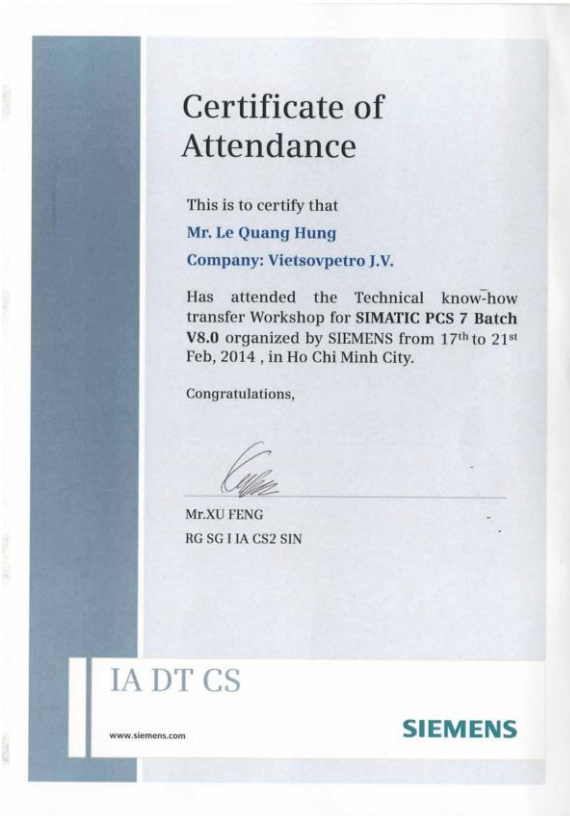 Certificate of
Attendance
This is to certify that
Mr. Le Quang Hung
Company: Vietsovpetro J.V.
Has attended the Technical know-how
transfer Workshop for SIMATIC PCS 7 Batch
V8.0 organized by SIEMENS from 17th to 21st
Feb, 2014 , in Ho Chi Minh City.
Congratulations,
Mr.XU FENG
RG SG I IA CS2 SIN
IA DT CS
www.siemens.com
SIEMENS